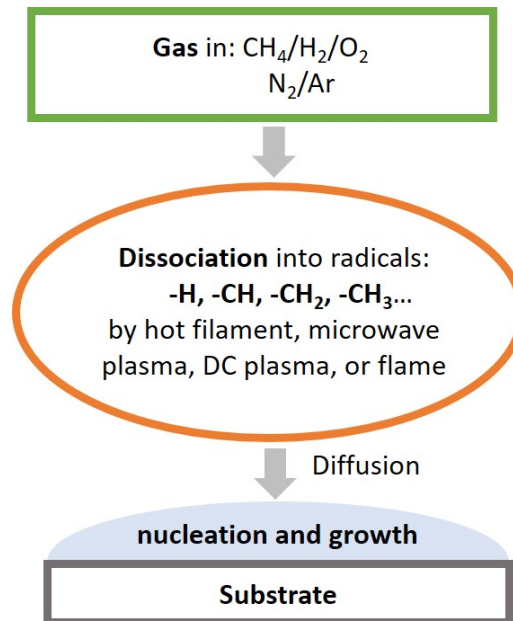 Gas in: CH₄/H₂/O₂
N₂/Ar
Dissociation into radicals:
-H, -CH, -CH₂, -CH₃...
by hot filament, microwave
plasma, DC plasma, or flame
Diffusion
nucleation and growth
Substrate